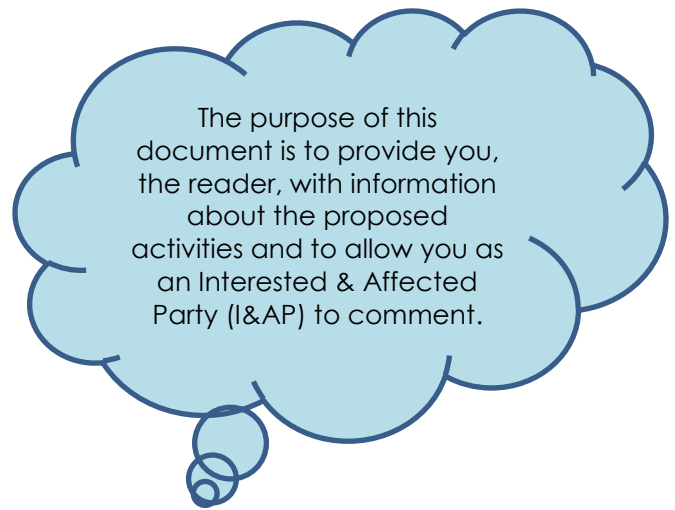 The purpose of this
document is to provide you,
the reader, with information
about the proposed
activities and to allow you as
an Interested & Affected
Party (I&AP) to comment.